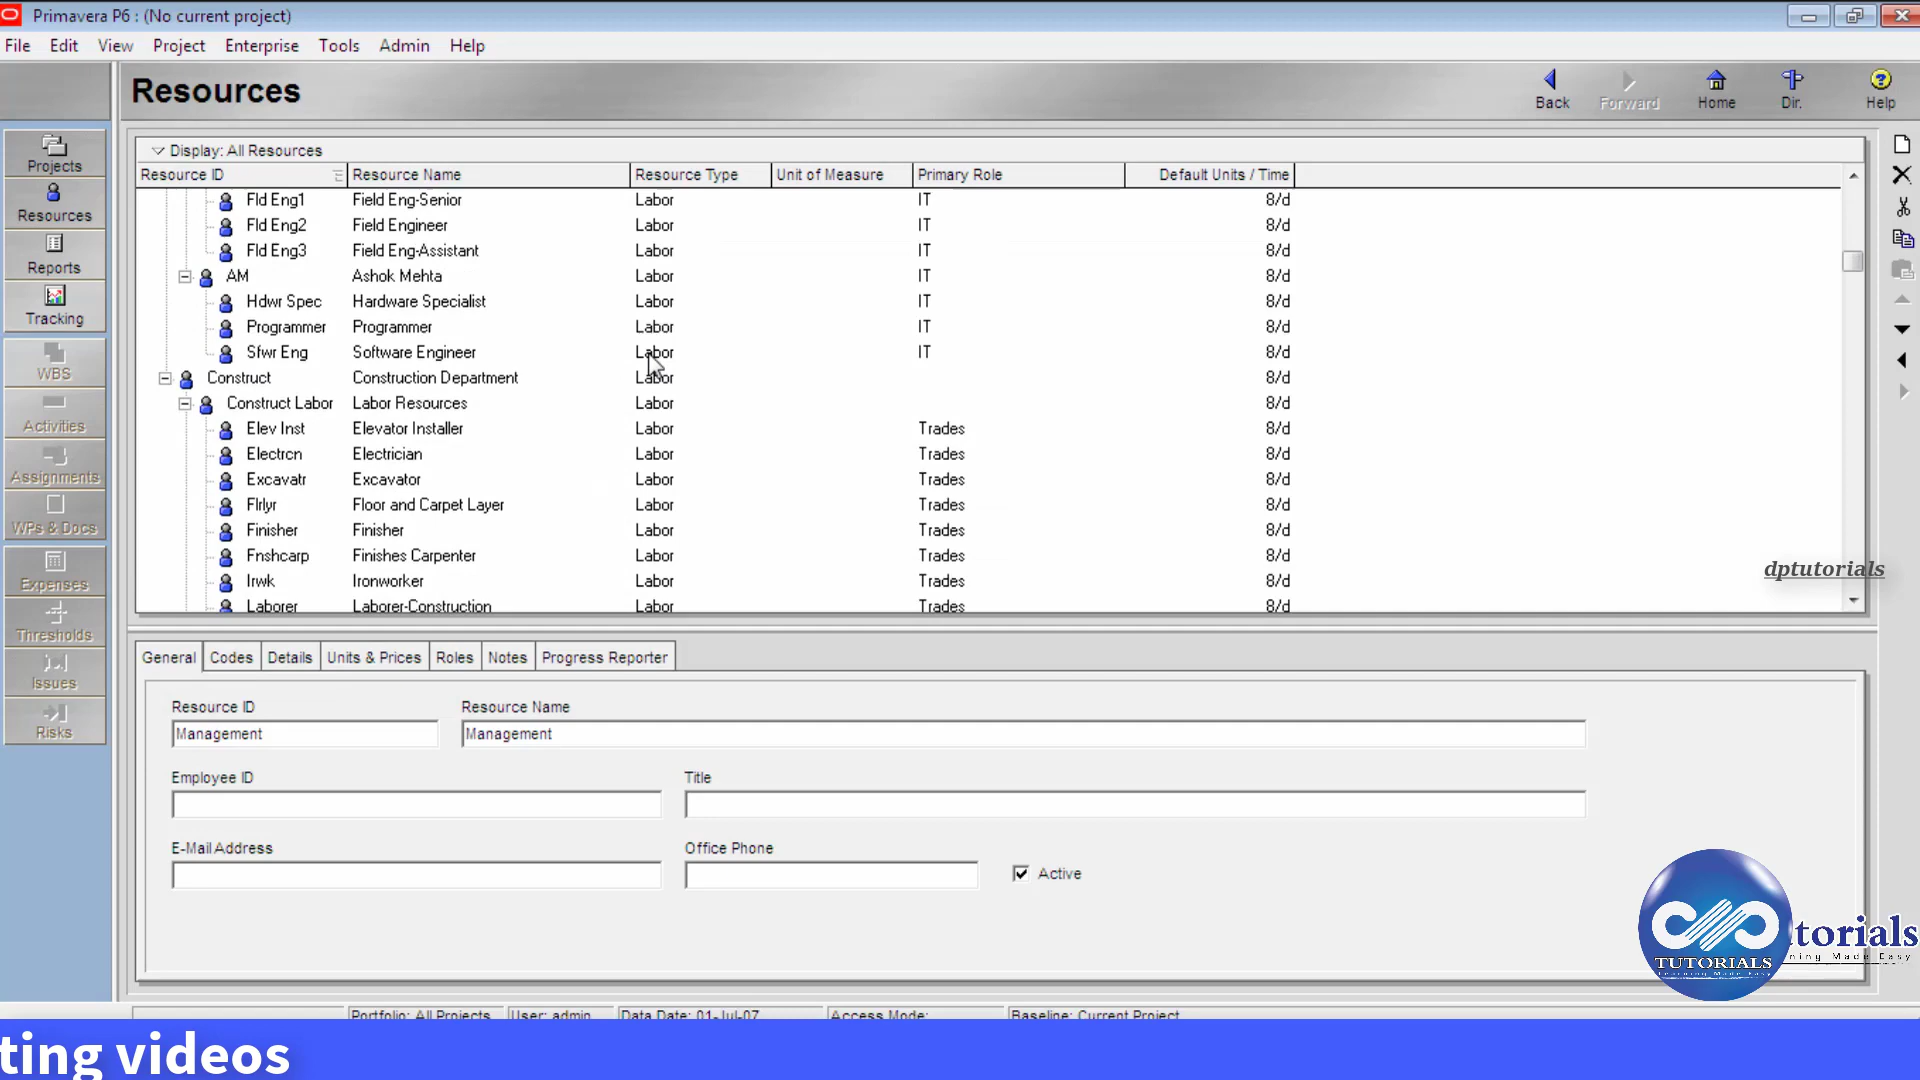 Primavera P6 : (No current project)
File Edit View Project Enterprise Tools Admin Help
Resources
Back Forward Home Dir. Help
Projects
Resources
Reports
Tracking
WBS
Activities
Assignments
WPs & Docs
Expenses
Thresholds
Issues
Risks
Display: All Resources
Resource ID Resource Name Resource Type Unit of Measure Primary Role Default Units / Time
Fld Eng1 Field Eng-Senior Labor IT 8/d
Fld Eng2 Field Engineer Labor IT 8/d
Fld Eng3 Field Eng-Assistant Labor IT 8/d
AM Ashok Mehta Labor IT 8/d
Hdwr Spec Hardware Specialist Labor IT 8/d
Programmer Programmer Labor IT 8/d
Sfwr Eng Software Engineer Labor IT 8/d
Construct Construction Department Labor 8/d
Construct Labor Labor Resources Labor 8/d
Elev Inst Elevator Installer Labor Trades 8/d
Electrcn Electrician Labor Trades 8/d
Excavatr Excavator Labor Trades 8/d
Flrlyr Floor and Carpet Layer Labor Trades 8/d
Finisher Finisher Labor Trades 8/d
Fnshcarp Finishes Carpenter Labor Trades 8/d
Irwk Ironworker Labor Trades 8/d
Laborer Laborer-Construction Labor Trades 8/d
dptutorials
General Codes Details Units & Prices Roles Notes Progress Reporter
Resource ID Resource Name
Management Management
Employee ID Title
E-Mail Address Office Phone
Active
TUTORIALS
Learning Made Easy
torials
ning Made Easy
Portfolio: All Projects User: admin Data Date: 01-Jul-07 Access Mode: Baseline: Current Project
ting videos